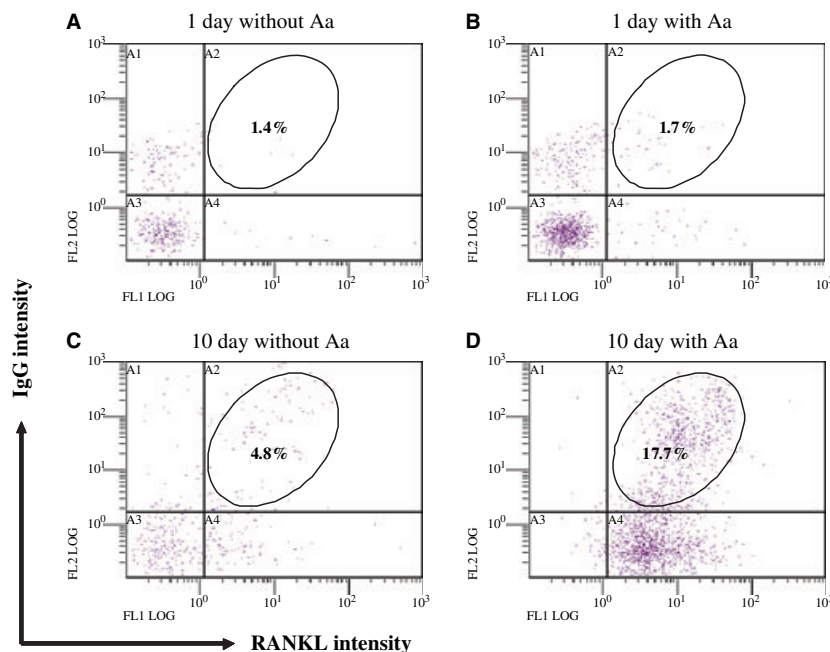 A 1 day without Aa
10³
A1 A2
10²
1.4%
10¹
A3 A4
10⁰
FL2 LOG
10⁰ 10¹ 10² 10³
FL1 LOG
B 1 day with Aa
10³
A1 A2
10²
1.7%
10¹
A3 A4
10⁰
FL2 LOG
10⁰ 10¹ 10² 10³
FL1 LOG
C 10 day without Aa
10³
A1 A2
10²
4.8%
10¹
A3 A4
10⁰
FL2 LOG
10⁰ 10¹ 10² 10³
FL1 LOG
D 10 day with Aa
10³
A1 A2
10²
17.7%
10¹
A3 A4
10⁰
FL2 LOG
10⁰ 10¹ 10² 10³
FL1 LOG
IgG intensity
RANKL intensity